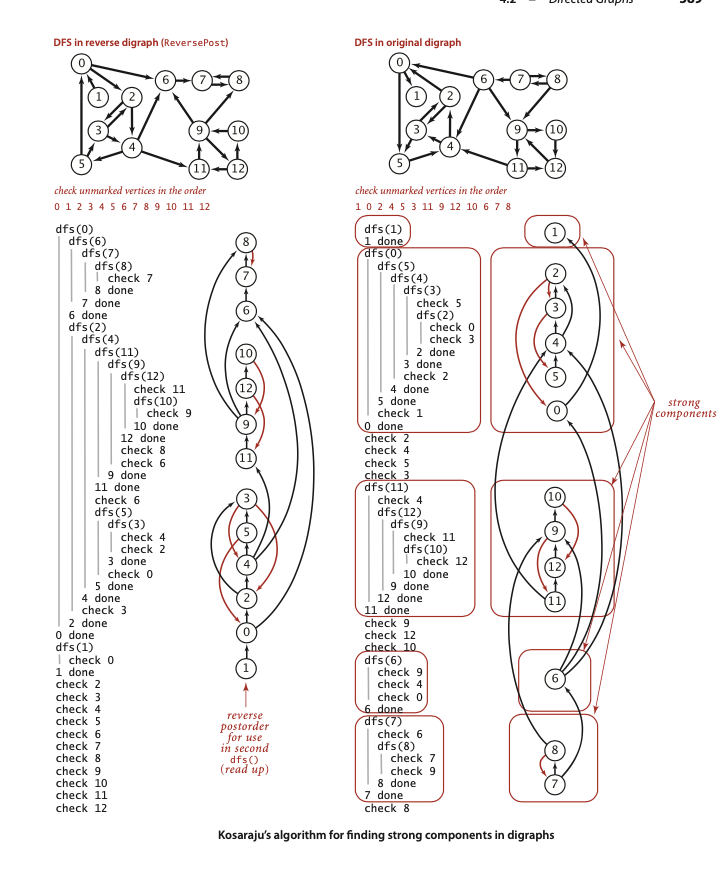 4.2 Directed Graphs 589
DFS in reverse digraph (ReversePost)
0
6
7
8
1
2
3
4
5
9
10
11
12
check unmarked vertices in the order
0 1 2 3 4 5 6 7 8 9 10 11 12
dfs(0)
dfs(6)
dfs(7)
dfs(8)
check 7
8 done
7 done
6 done
dfs(2)
dfs(4)
dfs(11)
dfs(9)
dfs(12)
check 11
dfs(10)
check 9
10 done
12 done
check 8
check 6
9 done
11 done
check 6
dfs(5)
dfs(3)
check 4
check 2
3 done
check 0
5 done
4 done
check 3
2 done
0 done
dfs(1)
check 0
1 done
check 2
check 3
check 4
check 5
check 6
check 7
check 8
check 9
check 10
check 11
check 12
8
7
6
10
12
9
11
3
5
4
2
0
1
reverse
postorder
for use
in second
dfs()
(read up)
DFS in original digraph
0
6
7
8
1
2
3
4
5
9
10
11
12
check unmarked vertices in the order
1 0 2 4 5 3 11 9 12 10 6 7 8
dfs(1)
1 done
dfs(0)
dfs(5)
dfs(4)
dfs(3)
check 5
dfs(2)
check 0
check 3
2 done
3 done
check 2
4 done
5 done
check 1
0 done
check 2
check 4
check 5
check 3
dfs(11)
check 4
dfs(12)
dfs(9)
check 11
dfs(10)
check 12
10 done
9 done
12 done
11 done
check 9
check 12
check 10
dfs(6)
check 9
check 4
check 0
6 done
dfs(7)
check 6
dfs(8)
check 7
check 9
8 done
7 done
check 8
1
2
3
4
5
0
10
9
12
11
6
8
7
strong
components
Kosaraju's algorithm for finding strong components in digraphs